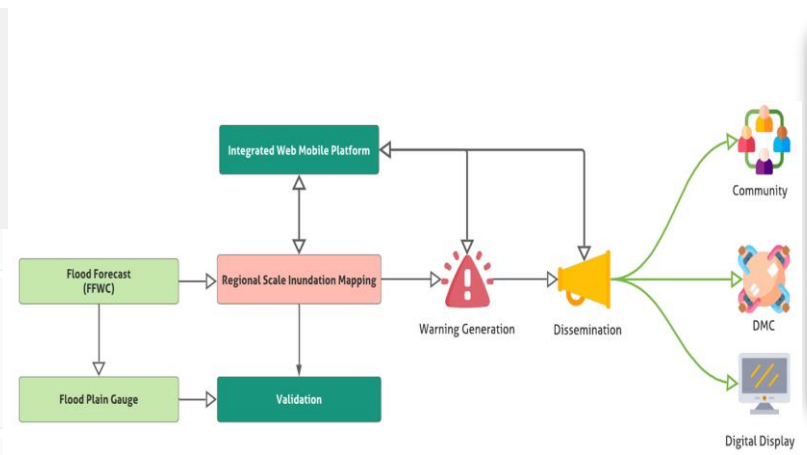 Integrated Web Mobile Platform
Community
Flood Forecast
(FFWC)
Regional Scale Inundation Mapping
Warning Generation
Dissemination
DMC
Flood Plain Gauge
Validation
Digital Display